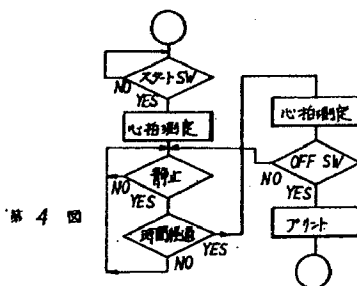 スタートSW
NO
YES
心拍測定
静止
NO
YES
時間経過
YES
NO
心拍測定
OFF SW
NO
YES
プリント
第 4 図